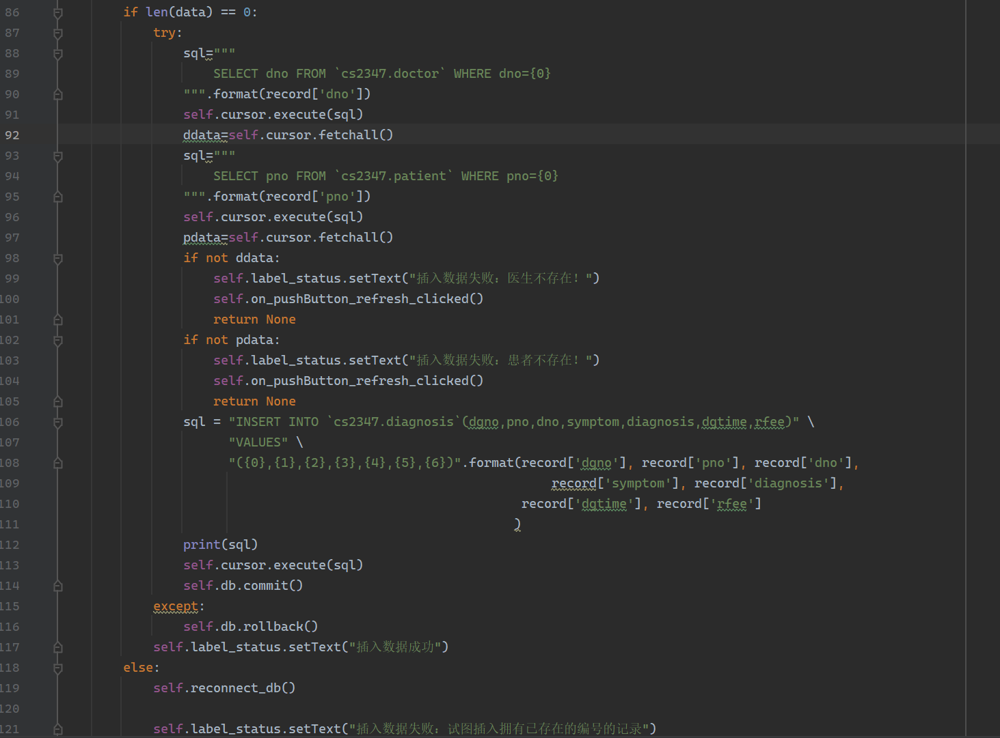 86 if len(data) == 0:
87 try:
88 sql="""
89 SELECT dno FROM `cs2347.doctor` WHERE dno={0}
90 """.format(record['dno'])
91 self.cursor.execute(sql)
92 ddata=self.cursor.fetchall()
93 sql="""
94 SELECT pno FROM `cs2347.patient` WHERE pno={0}
95 """.format(record['pno'])
96 self.cursor.execute(sql)
97 pdata=self.cursor.fetchall()
98 if not ddata:
99 self.label_status.setText("插入数据失败：医生不存在！")
100 self.on_pushButton_refresh_clicked()
101 return None
102 if not pdata:
103 self.label_status.setText("插入数据失败：患者不存在！")
104 self.on_pushButton_refresh_clicked()
105 return None
106 sql = "INSERT INTO `cs2347.diagnosis`(dgno,pno,dno,symptom,diagnosis,dgtime,rfee)" \
107 "VALUES" \
108 "({0},{1},{2},{3},{4},{5},{6})".format(record['dgno'], record['pno'], record['dno'],
109 record['symptom'], record['diagnosis'],
110 record['dgtime'], record['rfee']
111 )
112 print(sql)
113 self.cursor.execute(sql)
114 self.db.commit()
115 except:
116 self.db.rollback()
117 self.label_status.setText("插入数据成功")
118 else:
119 self.reconnect_db()
120
121 self.label_status.setText("插入数据失败：试图插入拥有已存在的编号的记录")